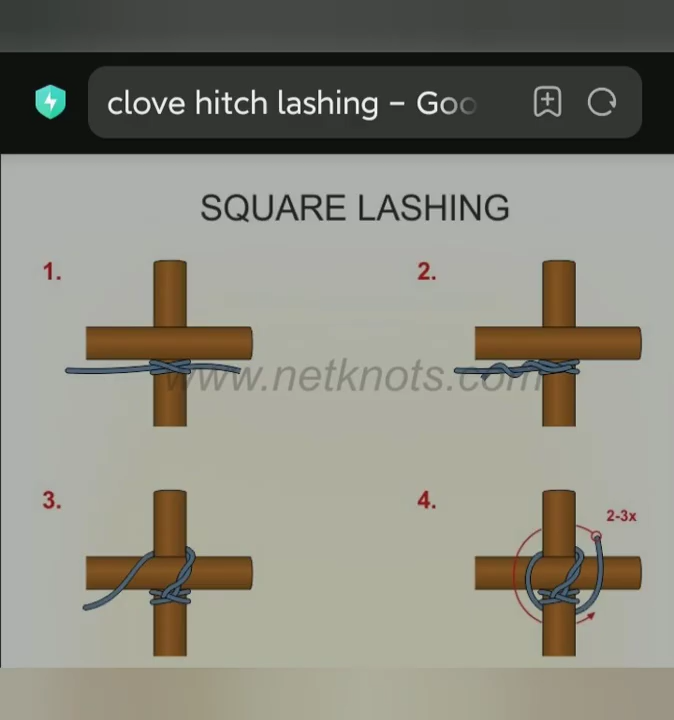 clove hitch lashing – Goo
SQUARE LASHING
1.
2.
www.netknots.com
3.
4.
2-3x